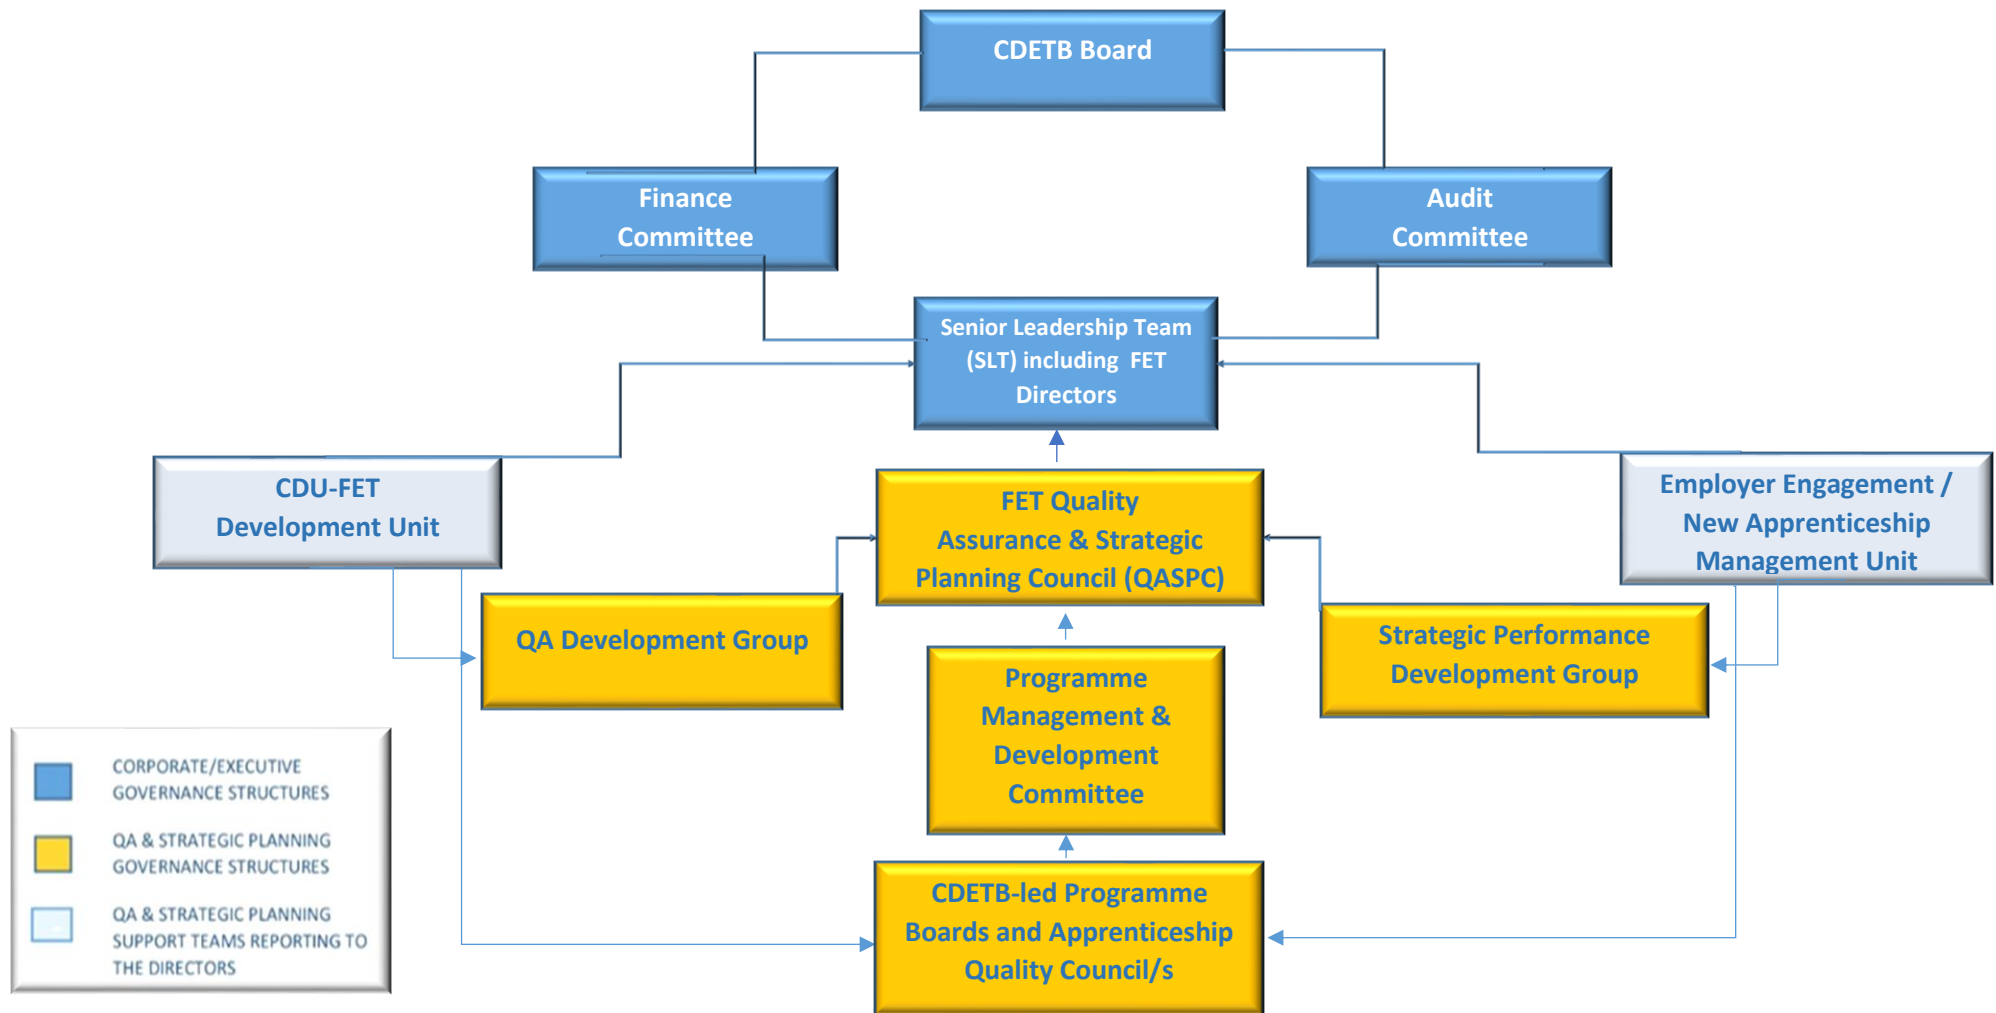 CDETB Board
Finance
Committee
Audit
Committee
Senior Leadership Team
(SLT) including FET
Directors
CDU-FET
Development Unit
FET Quality
Assurance & Strategic
Planning Council (QASPC)
Employer Engagement /
New Apprenticeship
Management Unit
QA Development Group
Strategic Performance
Development Group
Programme
Management &
Development
Committee
CDETB-led Programme
Boards and Apprenticeship
Quality Council/s
CORPORATE/EXECUTIVE
GOVERNANCE STRUCTURES
QA & STRATEGIC PLANNING
GOVERNANCE STRUCTURES
QA & STRATEGIC PLANNING
SUPPORT TEAMS REPORTING TO
THE DIRECTORS